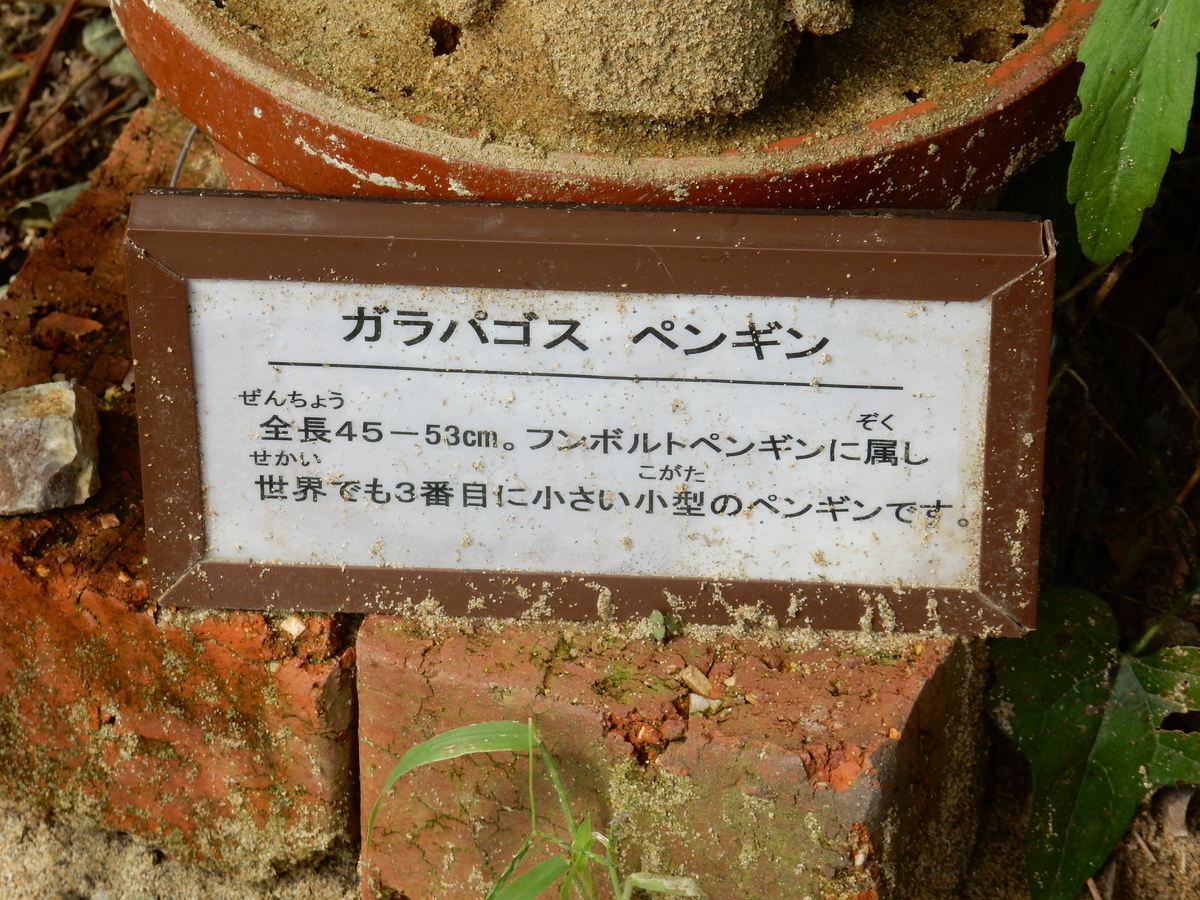 ガラパゴス ペンギン
ぜんちょう ぞく
全長45－53cm。フンボルトペンギンに属し
せかい こがた
世界でも3番目に小さい小型のペンギンです。